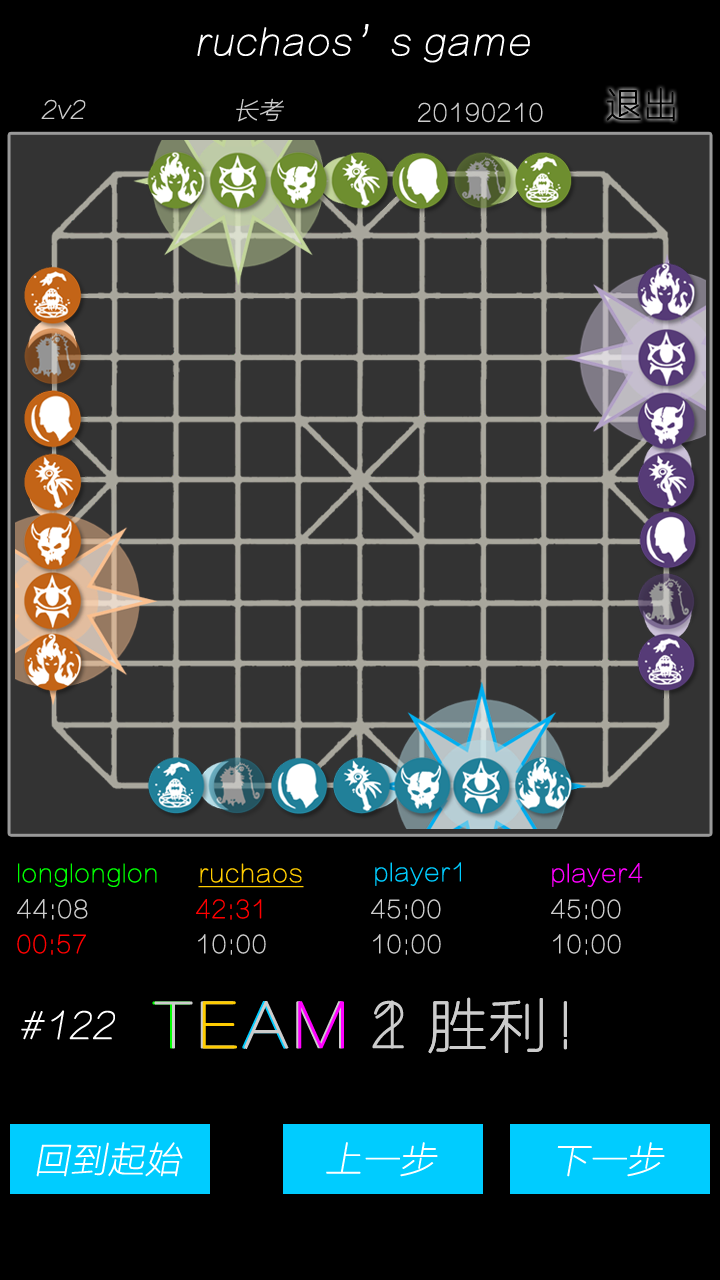 ruchaos’s game
2v2 长考 20190210 退出
longlonglon ruchaos player1 player4
44:08 42:31 45:00 45:00
00:57 10:00 10:00 10:00
#122 TEAM 胜利!
回到起始 上一步 下一步